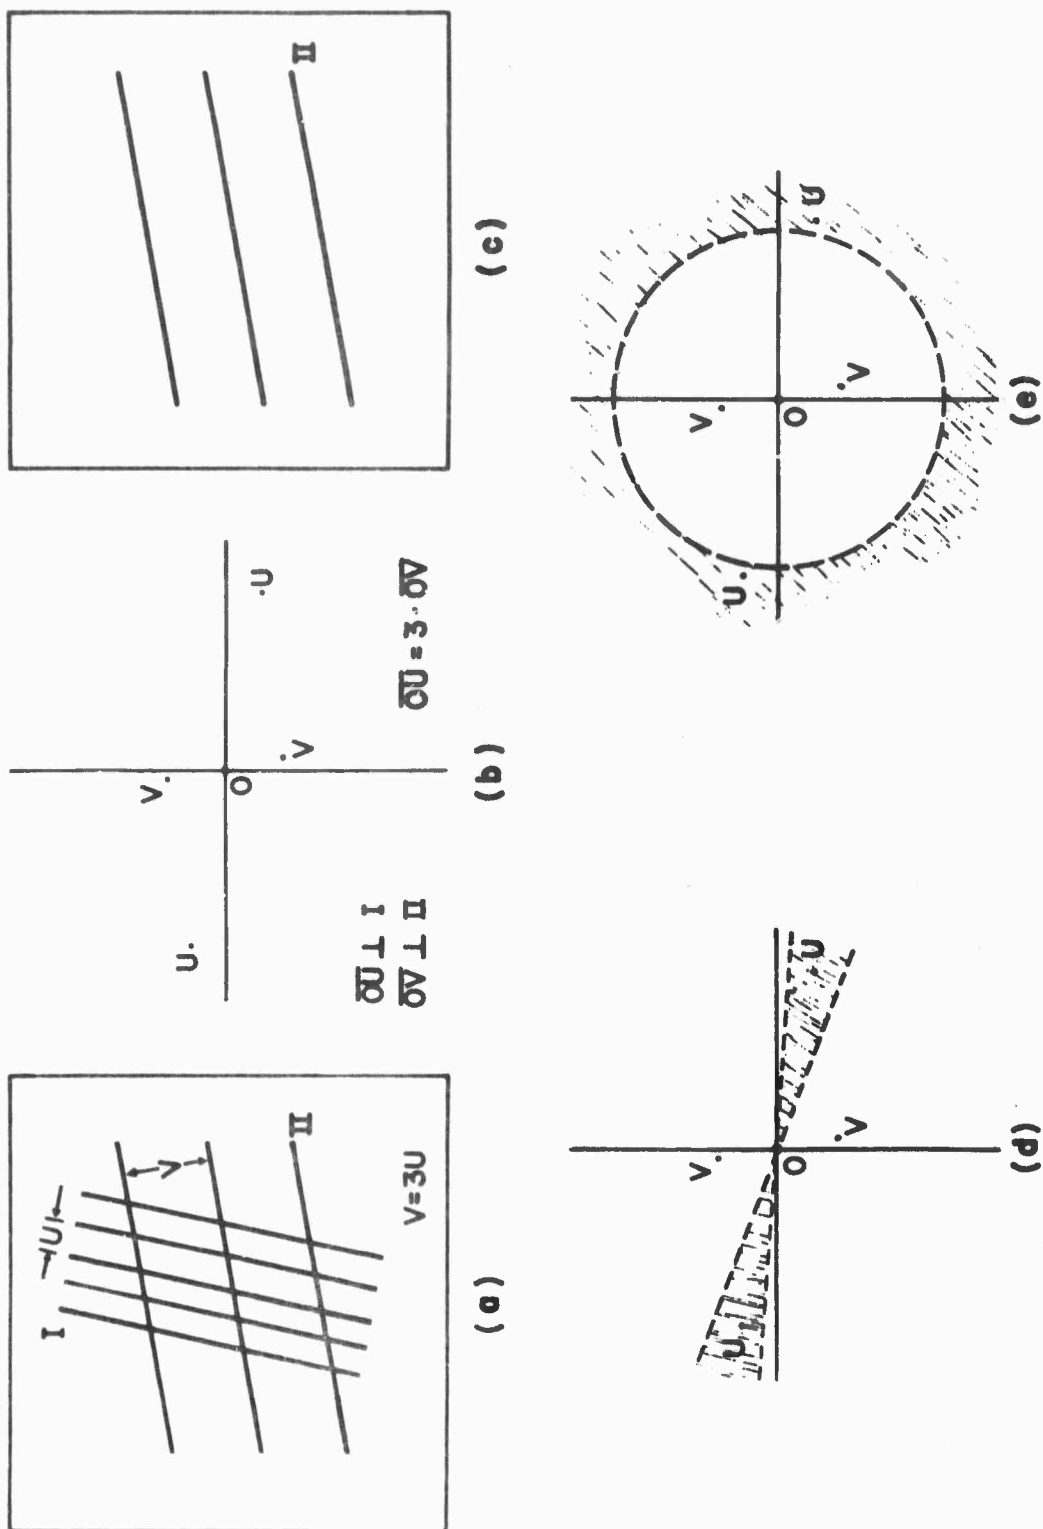 I
U
V
II
V=3U
(a)
U.
V.
O
.V
.U
OU ⊥ I
OV ⊥ II
OU = 3·OV
(b)
II
(c)
U
V.
O
.V
U
(d)
U.
V.
O
.V
.U
(e)